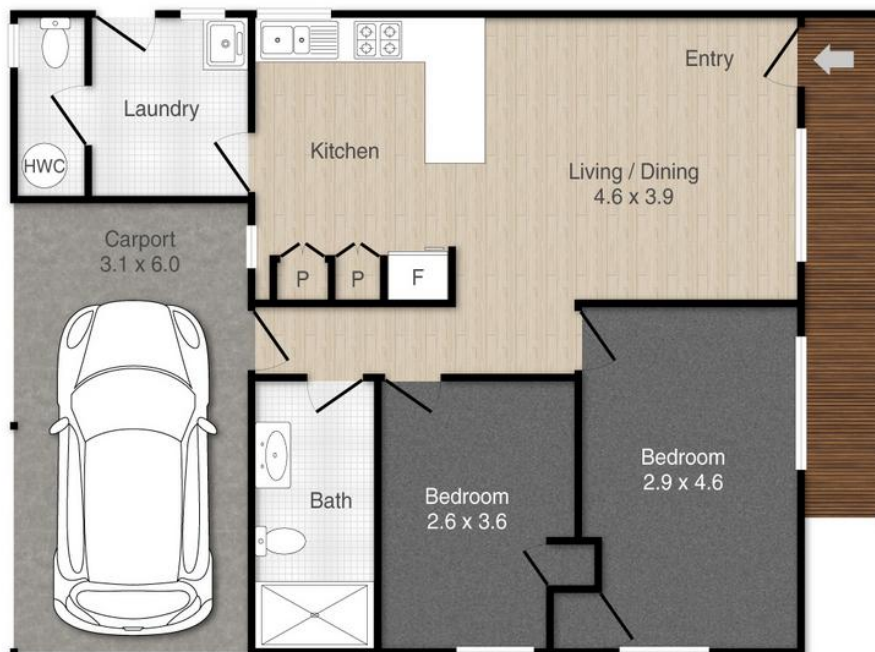 Entry
Laundry
HWC
Kitchen
Living / Dining
4.6 x 3.9
Carport
3.1 x 6.0
P
P
F
Bath
Bedroom
2.6 x 3.6
Bedroom
2.9 x 4.6